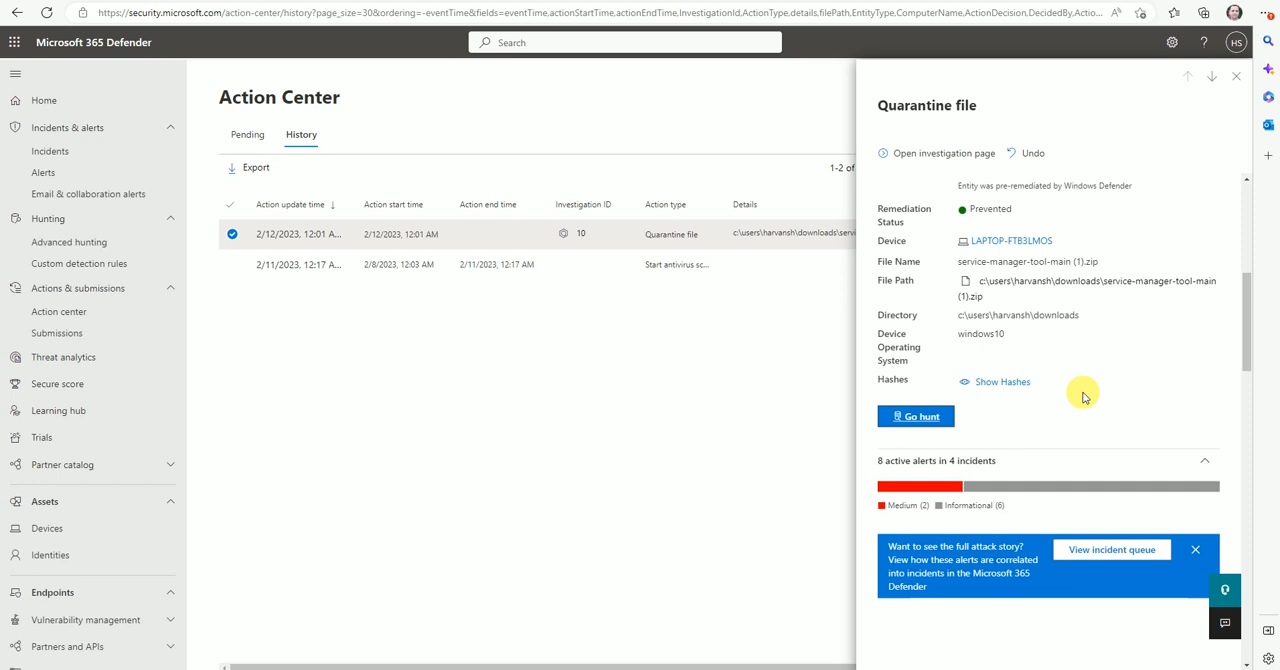 https://security.microsoft.com/action-center/history?page_size=30&ordering=-eventTime&fields=eventTime,actionStartTime,actionEndTime,InvestigationId,ActionType,details,filePath,EntityType,ComputerName,ActionDecision,DecidedBy,Actio...
Microsoft 365 Defender
Search
HS
Home
Incidents & alerts
Incidents
Alerts
Email & collaboration alerts
Hunting
Advanced hunting
Custom detection rules
Actions & submissions
Action center
Submissions
Threat analytics
Secure score
Learning hub
Trials
Partner catalog
Assets
Devices
Identities
Endpoints
Vulnerability management
Partners and APIs
Action Center
Pending
History
Export
1-2 of
Action update time
Action start time
Action end time
Investigation ID
Action type
Details
2/12/2023, 12:01 A...
2/12/2023, 12:01 AM
10
Quarantine file
c:\users\harvansh\downloads\servi
2/11/2023, 12:17 A...
2/8/2023, 12:03 AM
2/11/2023, 12:17 AM
Start antivirus sc...
Quarantine file
Open investigation page
Undo
Entity was pre-remediated by Windows Defender
Remediation
Status
Prevented
Device
LAPTOP-FTB3LMOS
File Name
service-manager-tool-main (1).zip
File Path
c:\users\harvansh\downloads\service-manager-tool-main
(1).zip
Directory
c:\users\harvansh\downloads
Device
Operating
System
windows10
Hashes
Show Hashes
Go hunt
8 active alerts in 4 incidents
Medium (2)
Informational (6)
Want to see the full attack story?
View how these alerts are correlated
into incidents in the Microsoft 365
Defender
View incident queue